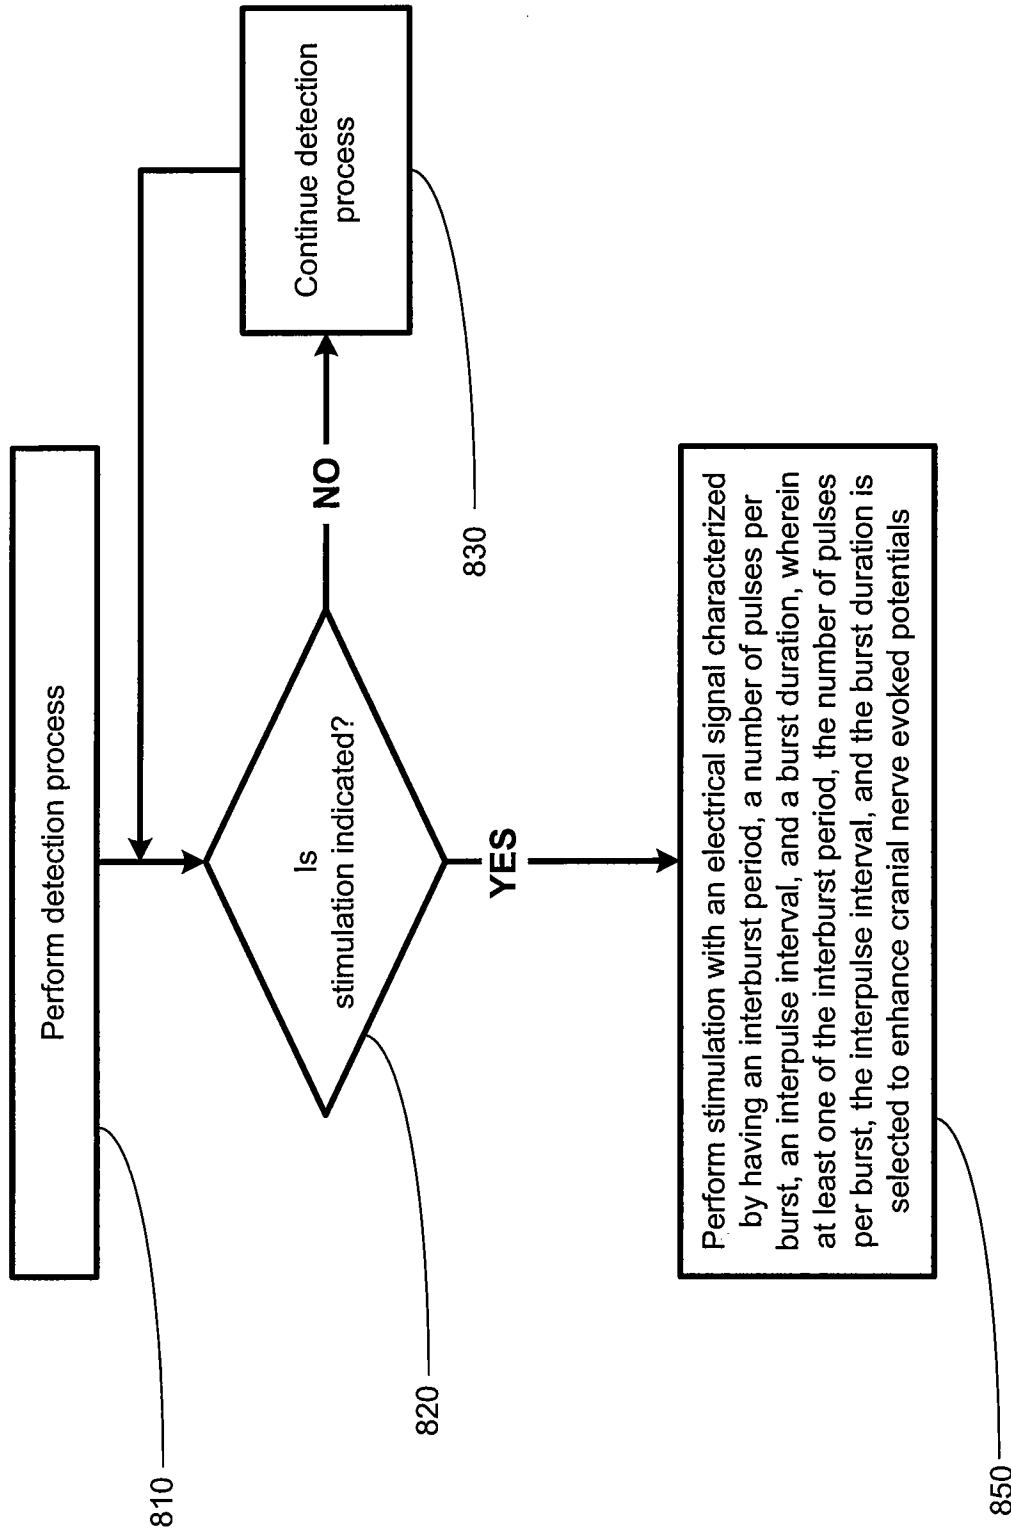 Perform detection process
810
Is
stimulation indicated?
820
NO
Continue detection
process
830
YES
Perform stimulation with an electrical signal characterized
by having an interburst period, a number of pulses per
burst, an interpulse interval, and a burst duration, wherein
at least one of the interburst period, the number of pulses
per burst, the interpulse interval, and the burst duration is
selected to enhance cranial nerve evoked potentials
850